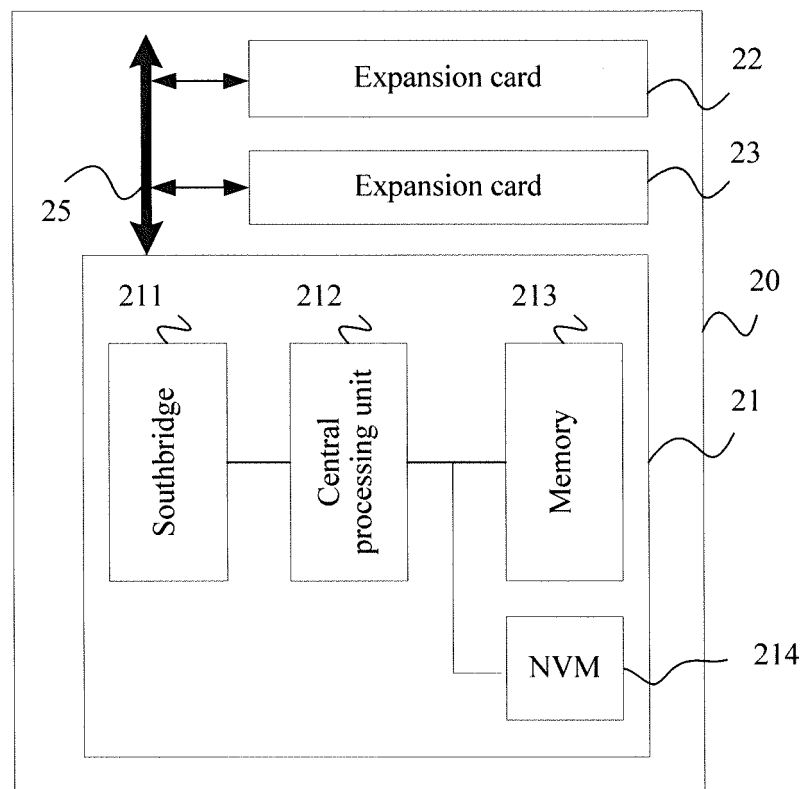 Expansion card
22
Expansion card
23
25
20
211
212
213
21
Southbridge
Central
processing unit
Memory
NVM
214